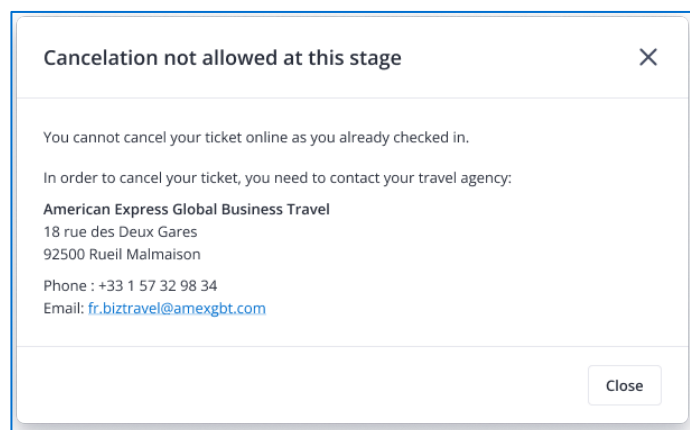 Cancelation not allowed at this stage
You cannot cancel your ticket online as you already checked in.
In order to cancel your ticket, you need to contact your travel agency:
American Express Global Business Travel
18 rue des Deux Gares
92500 Rueil Malmaison
Phone : +33 1 57 32 98 34
Email: fr.biztravel@amexgbt.com
Close